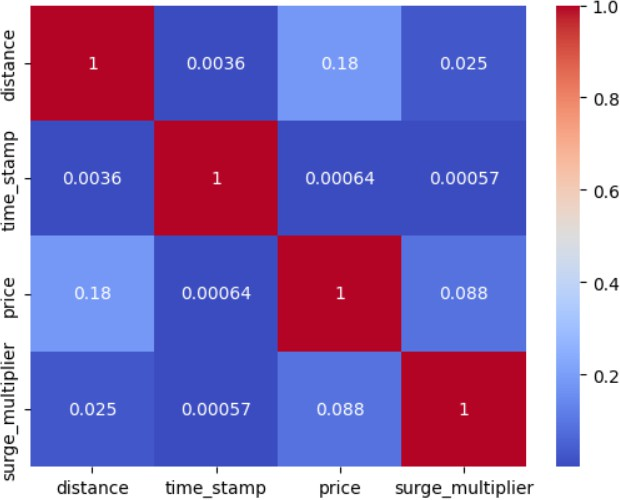 distance 1 0.0036 0.18 0.025
time_stamp 0.0036 1 0.00064 0.00057
price 0.18 0.00064 1 0.088
surge_multiplier 0.025 0.00057 0.088 1
distance time_stamp price surge_multiplier
1.0
0.8
0.6
0.4
0.2